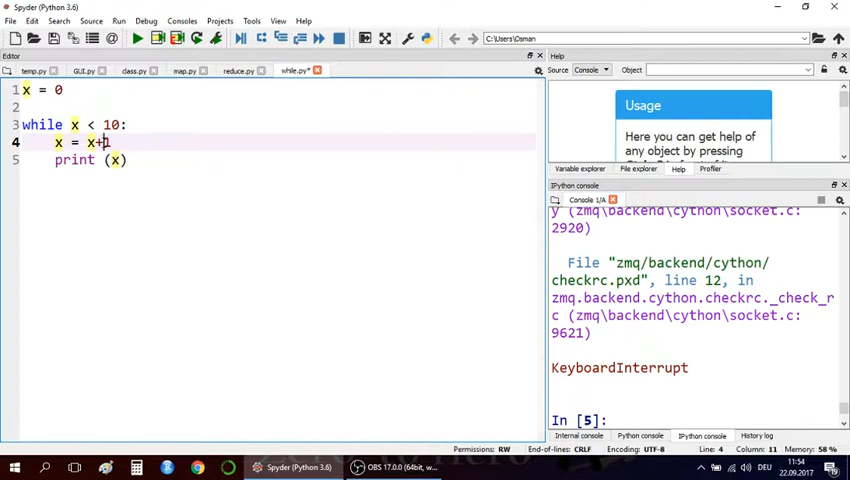 Spyder (Python 3.6)
File Edit Search Source Run Debug Consoles Projects Tools View Help
C:\Users\Osman
Editor
Help
temp.py GUI.py class.py map.py reduce.py while.py*
Source Console Object
1 x = 0
2
3 while x < 10:
4 x = x+1
5 print (x)
Usage
Here you can get help of
any object by pressing
Variable explorer File explorer Help Profiler
IPython console
Console 1/A
y (zmq\backend\cython\socket.c:
2920)
File "zmq/backend/cython/
checkrc.pxd", line 12, in
zmq.backend.cython.checkrc._check_r
c (zmq\backend\cython\socket.c:
9621)
KeyboardInterrupt
In [5]:
Internal console Python console IPython console History log
Permissions: RW End-of-lines: CRLF Encoding: UTF-8 Line: 4 Column: 11 Memory: 58 %
Spyder (Python 3.6) OBS 17.0.0 (64bit, w... DEU 11:54
22.09.2017